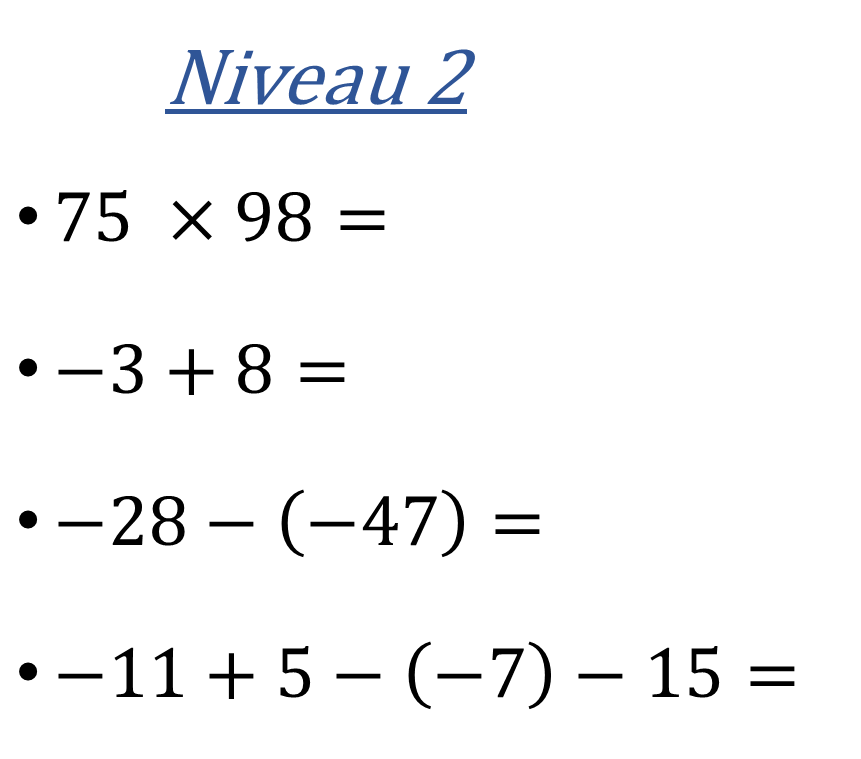 Niveau 2
• 75 × 98 =
• −3 + 8 =
• −28 − (−47) =
• −11 + 5 − (−7) − 15 =